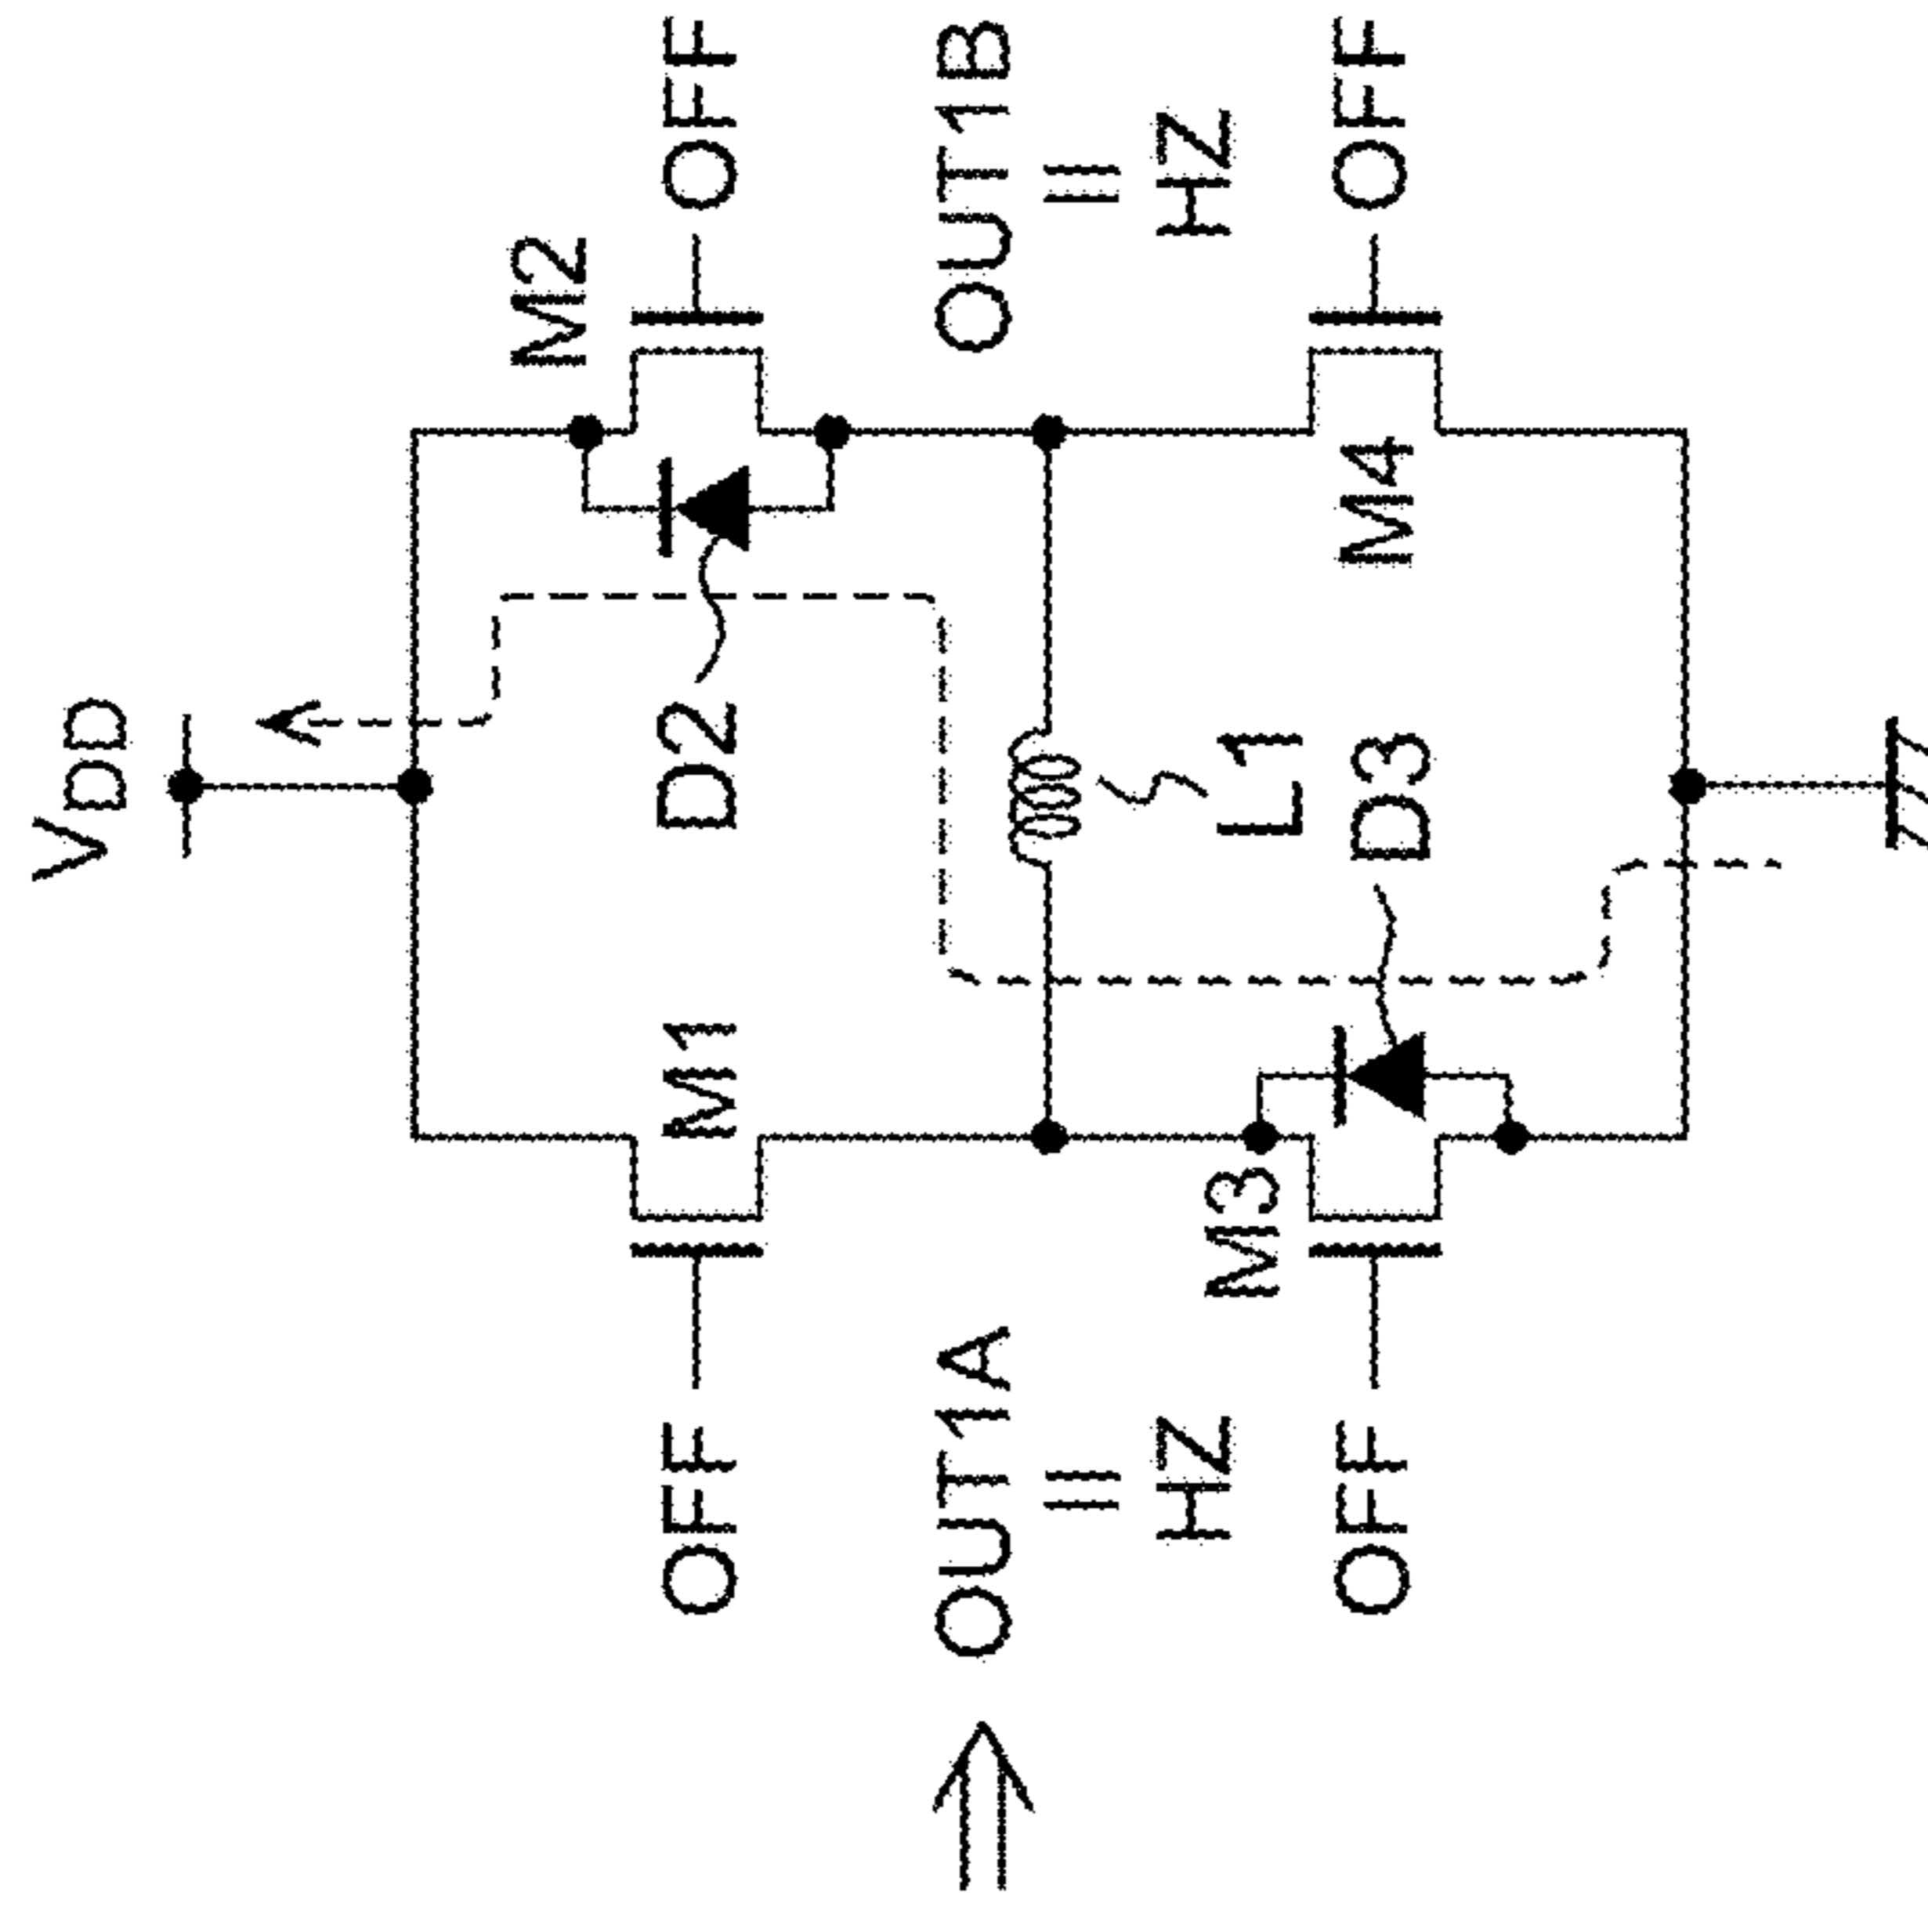 VDD
M2
OFF M1 D2 OFF
OUT1A OUT1B
= =
HZ HZ
M3 L1
OFF D3 M4 OFF